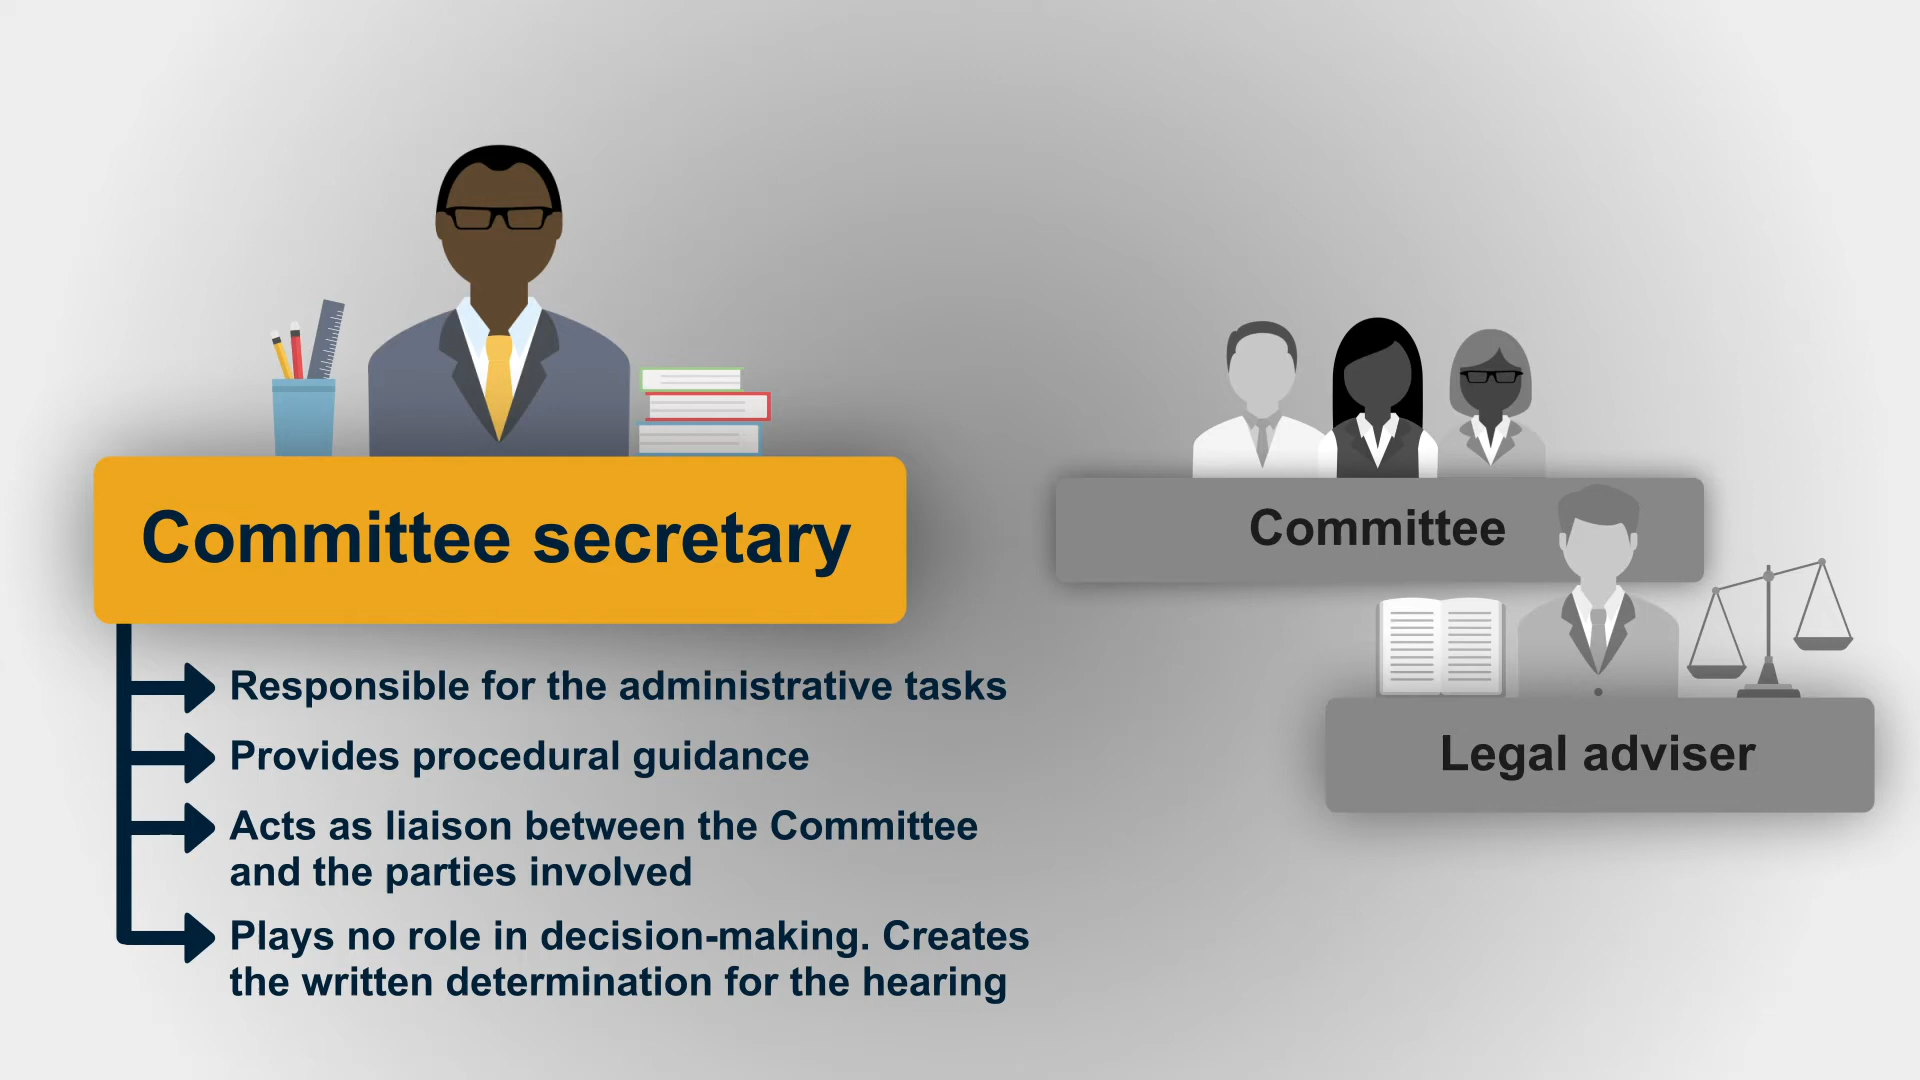 Committee secretary
Responsible for the administrative tasks
Provides procedural guidance
Acts as liaison between the Committee
and the parties involved
Plays no role in decision-making. Creates
the written determination for the hearing
Committee
Legal adviser